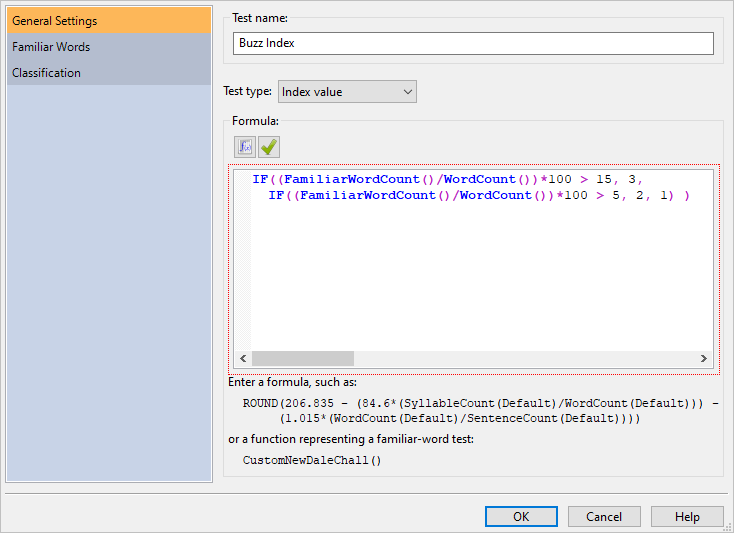 General Settings
Familiar Words
Classification
Test name:
Buzz Index
Test type:
Index value
Formula:
f(x)
IF((FamiliarWordCount()/WordCount())*100 > 15, 3,
IF((FamiliarWordCount()/WordCount())*100 > 5, 2, 1) )
Enter a formula, such as:
ROUND(206.835 - (84.6*(SyllableCount(Default)/WordCount(Default))) -
(1.015*(WordCount(Default)/SentenceCount(Default))))
or a function representing a familiar-word test:
CustomNewDaleChall()
OK
Cancel
Help